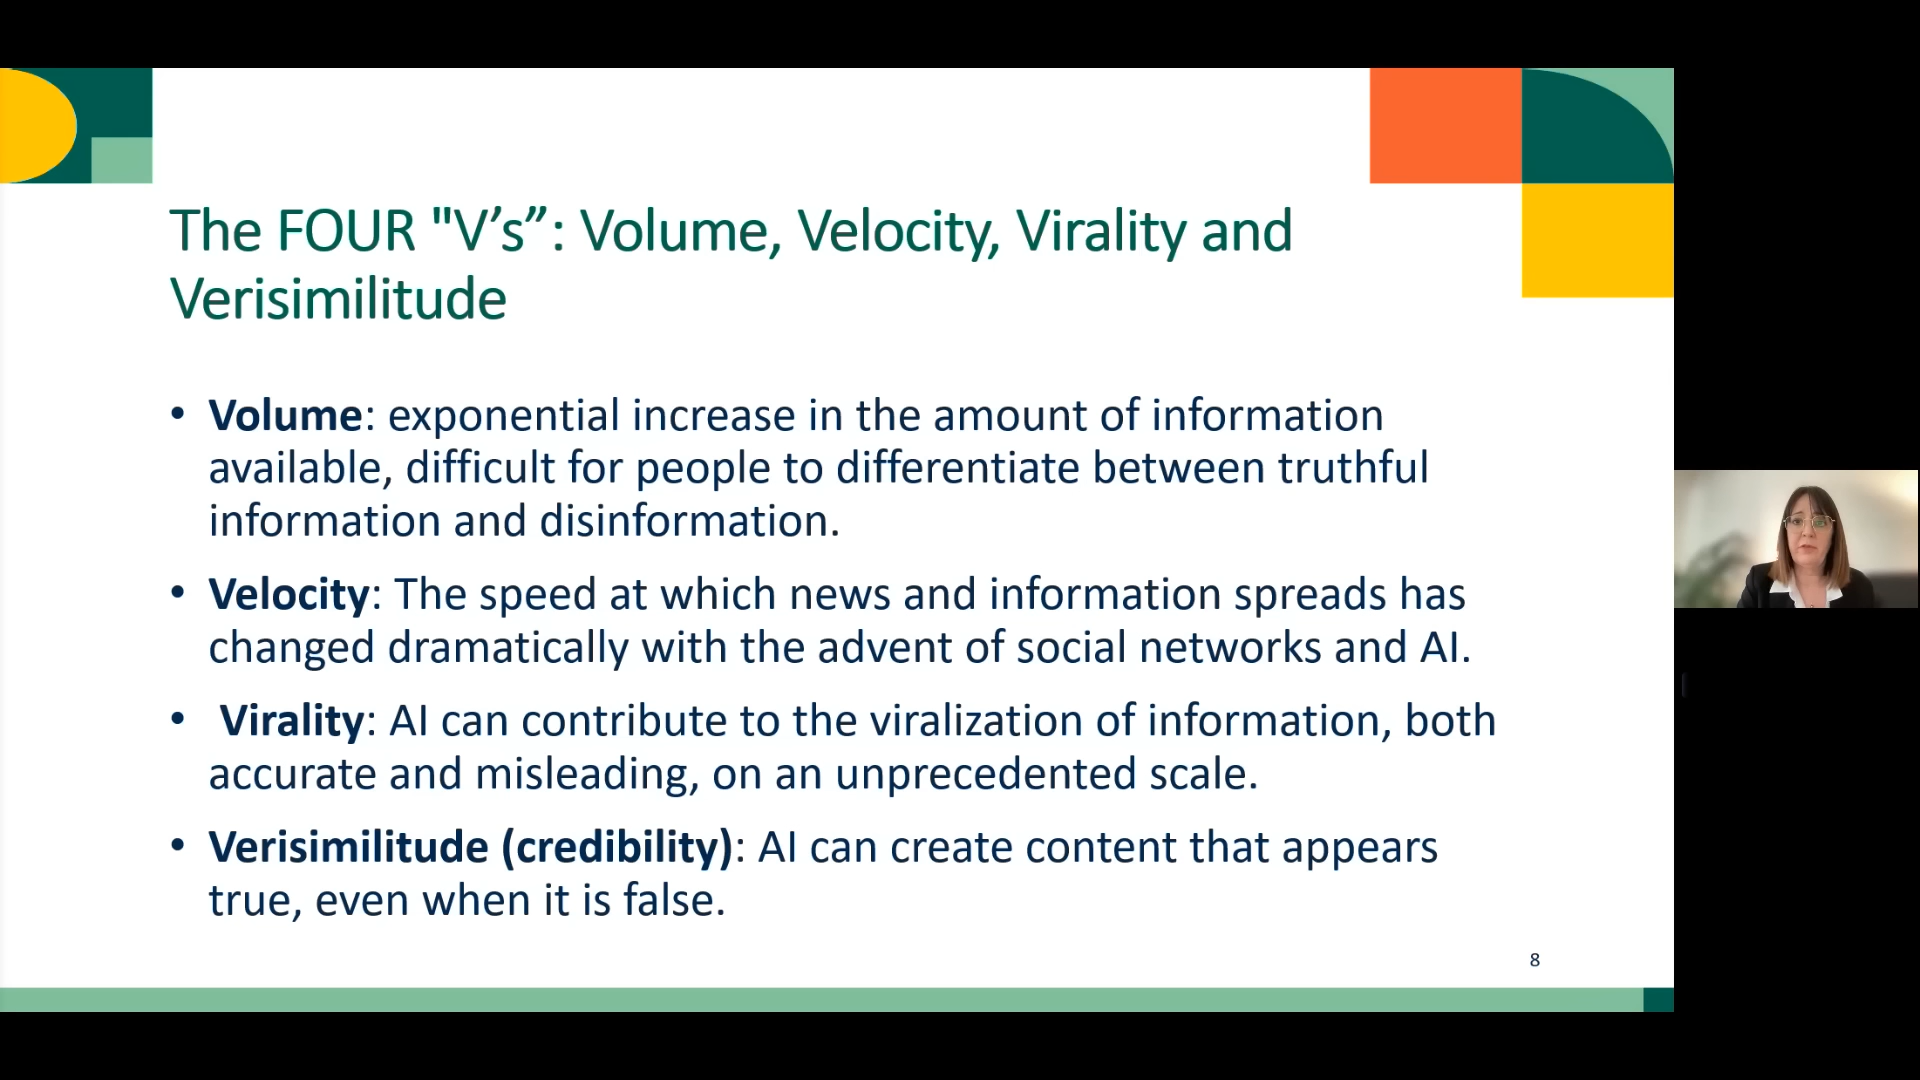 The FOUR "V’s”: Volume, Velocity, Virality and
Verisimilitude
• Volume: exponential increase in the amount of information
available, difficult for people to differentiate between truthful
information and disinformation.
• Velocity: The speed at which news and information spreads has
changed dramatically with the advent of social networks and AI.
• Virality: AI can contribute to the viralization of information, both
accurate and misleading, on an unprecedented scale.
• Verisimilitude (credibility): AI can create content that appears
true, even when it is false.
8